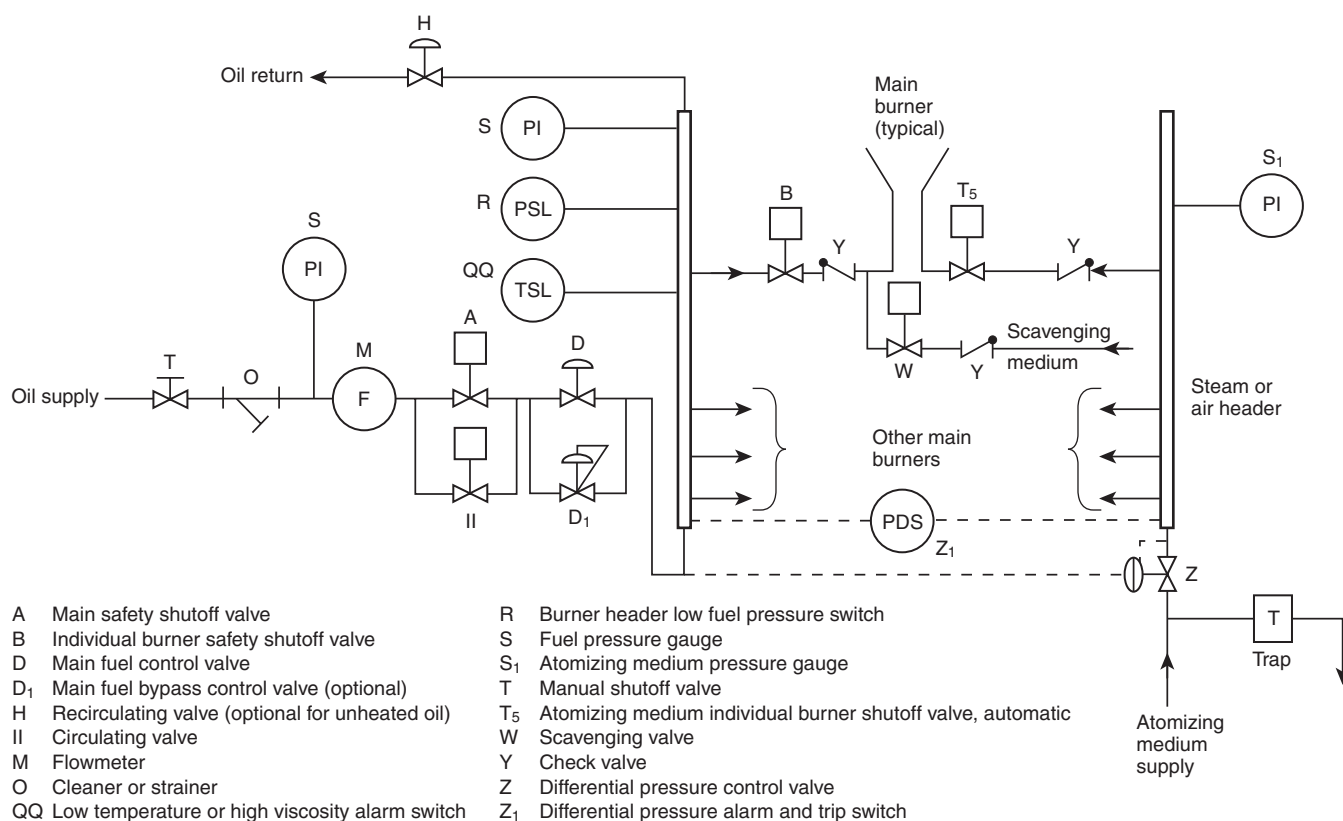 H
Oil return
Main
burner
(typical)
S
PI
S₁
PI
R
PSL
B
T₅
Y
Y
S
PI
QQ
TSL
A
D
W
Y
Scavenging
medium
T
O
M
F
Oil supply
Steam or
air header
Other main
burners
II
D₁
PDS
Z₁
Z
T
Trap
Atomizing
medium
supply
A Main safety shutoff valve
B Individual burner safety shutoff valve
D Main fuel control valve
D₁ Main fuel bypass control valve (optional)
H Recirculating valve (optional for unheated oil)
II Circulating valve
M Flowmeter
O Cleaner or strainer
QQ Low temperature or high viscosity alarm switch
R Burner header low fuel pressure switch
S Fuel pressure gauge
S₁ Atomizing medium pressure gauge
T Manual shutoff valve
T₅ Atomizing medium individual burner shutoff valve, automatic
W Scavenging valve
Y Check valve
Z Differential pressure control valve
Z₁ Differential pressure alarm and trip switch